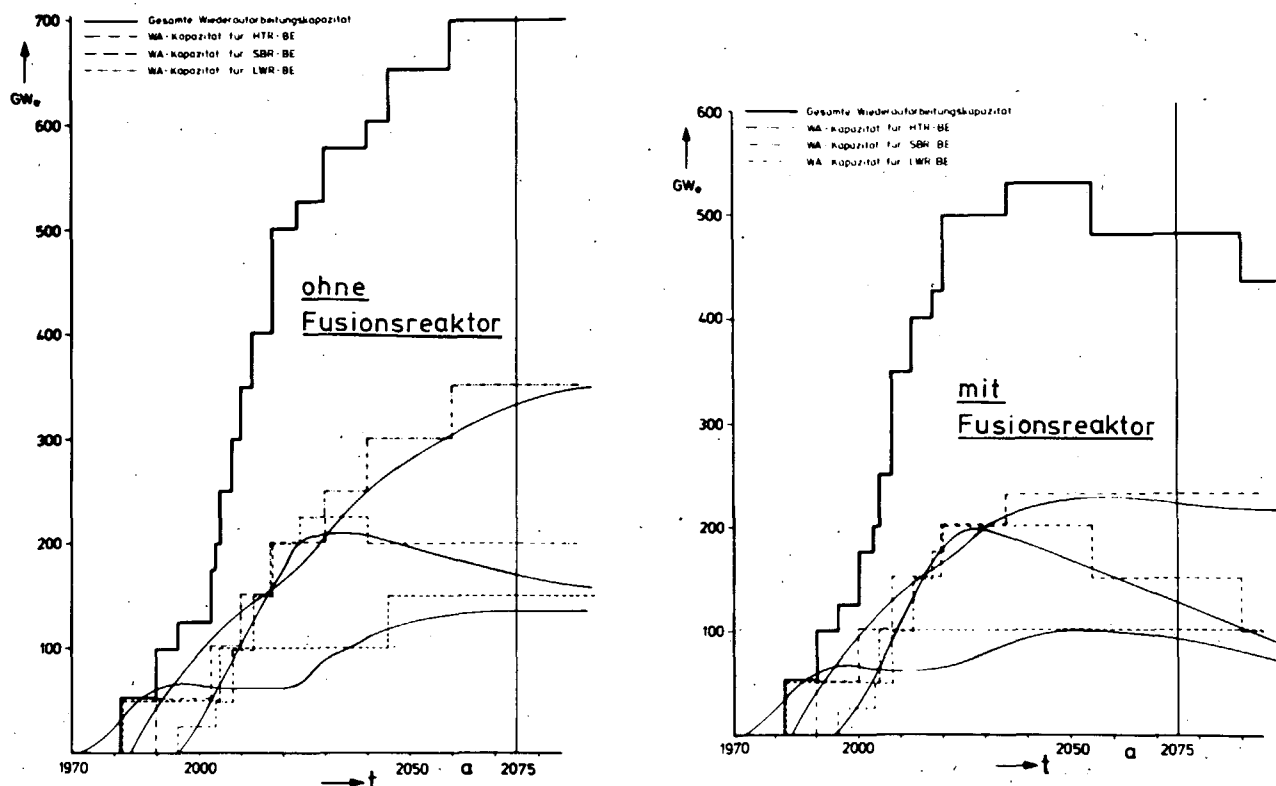 700
Gesamte Wiederaufarbeitungskapazität
WA-Kapazität für HTR-BE
WA-Kapazität für SBR-BE
WA-Kapazität für LWR-BE
GWe
600
500
400
300
200
100
ohne
Fusionsreaktor
1970
2000
2050
a
2075
t
600
Gesamte Wiederaufarbeitungskapazität
WA-Kapazität für HTR-BE
WA-Kapazität für SBR-BE
WA-Kapazität für LWR-BE
GWe
500
400
300
200
100
mit
Fusionsreaktor
1970
2000
2050
a
2075
t